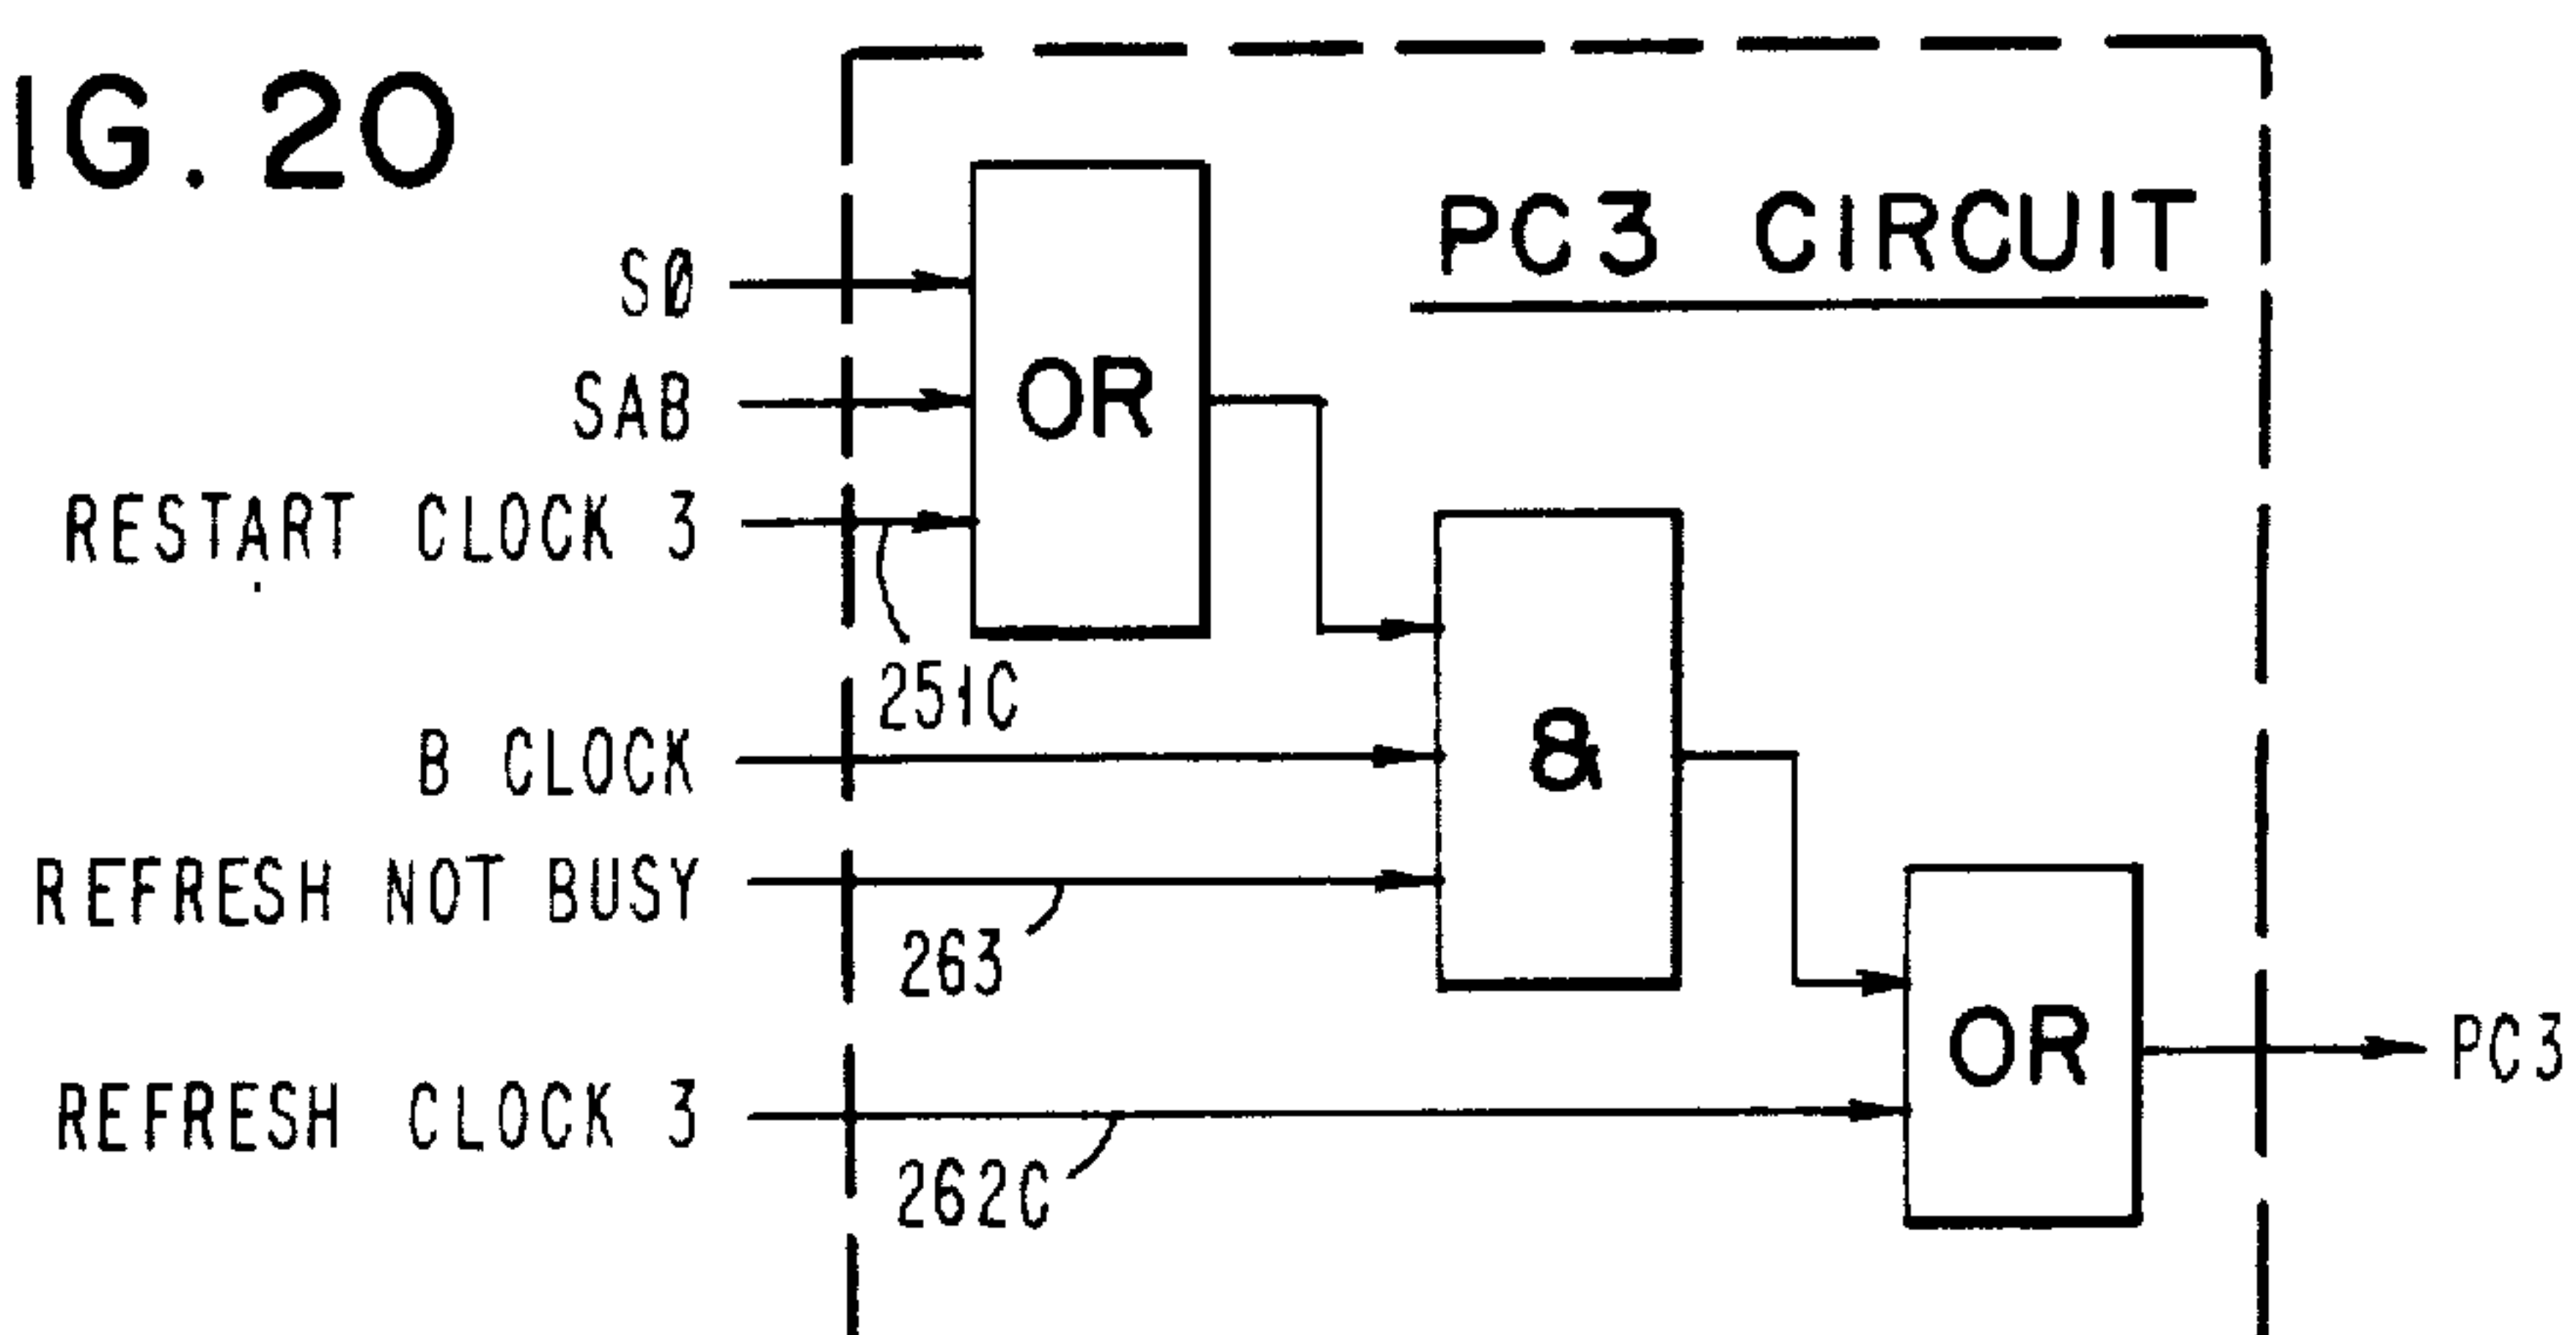 IG. 20
PC3 CIRCUIT
SØ
SAB
OR
RESTART CLOCK 3
251C
B CLOCK
&
REFRESH NOT BUSY
263
OR
PC3
REFRESH CLOCK 3
262C